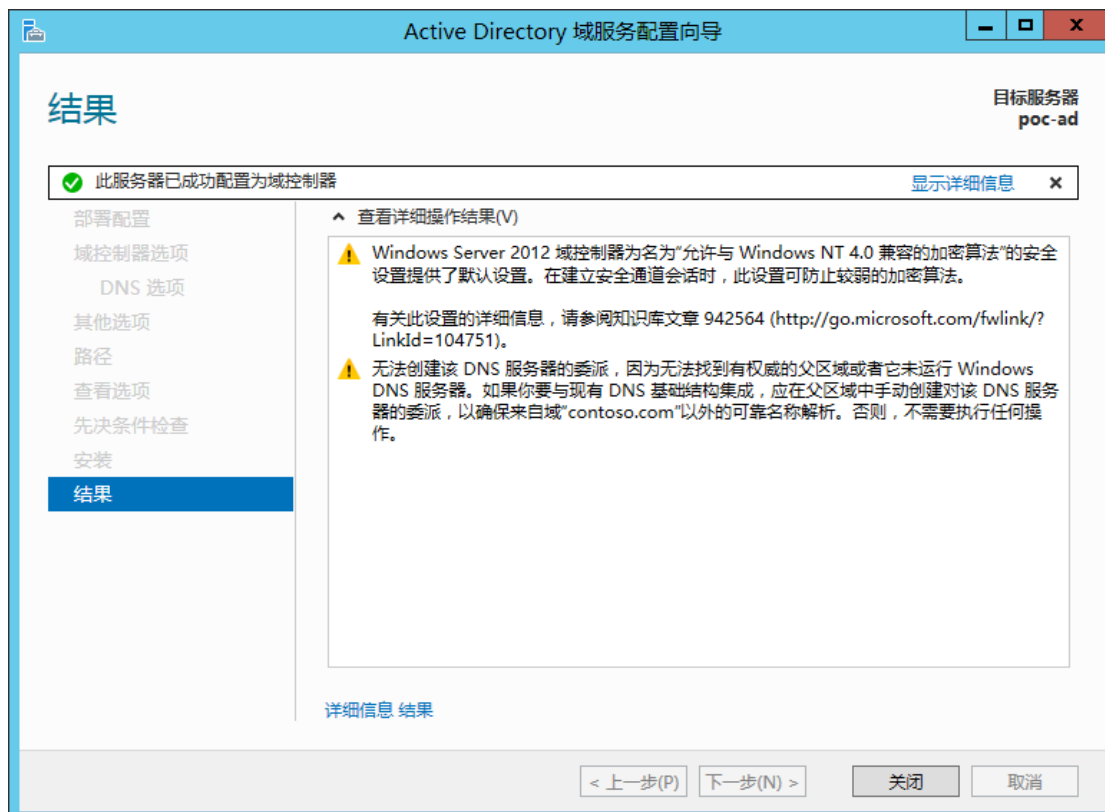 Active Directory 域服务配置向导
结果
目标服务器
poc-ad
此服务器已成功配置为域控制器
显示详细信息
部署配置
域控制器选项
DNS 选项
其他选项
路径
查看选项
先决条件检查
安装
结果
查看详细操作结果(V)
Windows Server 2012 域控制器为名为“允许与 Windows NT 4.0 兼容的加密算法”的安全
设置提供了默认设置。在建立安全通道会话时，此设置可防止较弱的加密算法。
有关此设置的详细信息，请参阅知识库文章 942564 (http://go.microsoft.com/fwlink/?
LinkId=104751)。
无法创建该 DNS 服务器的委派，因为无法找到有权威的父区域或者它未运行 Windows
DNS 服务器。如果你要与现有 DNS 基础结构集成，应在父区域中手动创建对该 DNS 服务
器的委派，以确保来自域“contoso.com”以外的可靠名称解析。否则，不需要执行任何操
作。
详细信息 结果
< 上一步(P)
下一步(N) >
关闭
取消